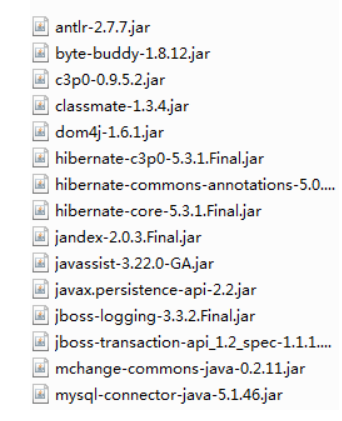 antlr-2.7.7.jar
byte-buddy-1.8.12.jar
c3p0-0.9.5.2.jar
classmate-1.3.4.jar
dom4j-1.6.1.jar
hibernate-c3p0-5.3.1.Final.jar
hibernate-commons-annotations-5.0....
hibernate-core-5.3.1.Final.jar
jandex-2.0.3.Final.jar
javassist-3.22.0-GA.jar
javax.persistence-api-2.2.jar
jboss-logging-3.3.2.Final.jar
jboss-transaction-api_1.2_spec-1.1.1....
mchange-commons-java-0.2.11.jar
mysql-connector-java-5.1.46.jar